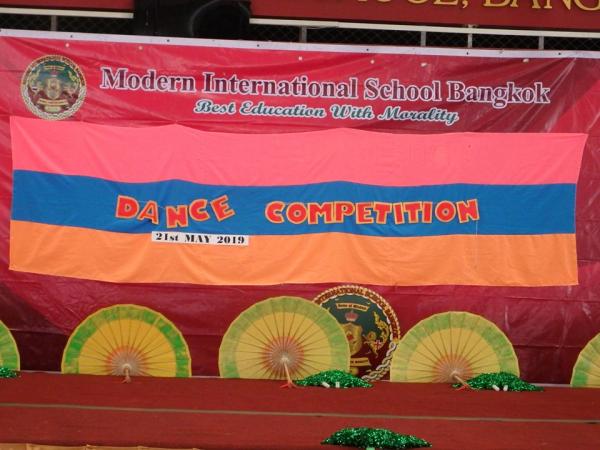 Modern International School Bangkok
Best Education With Morality
DANCE COMPETITION
21st MAY 2019